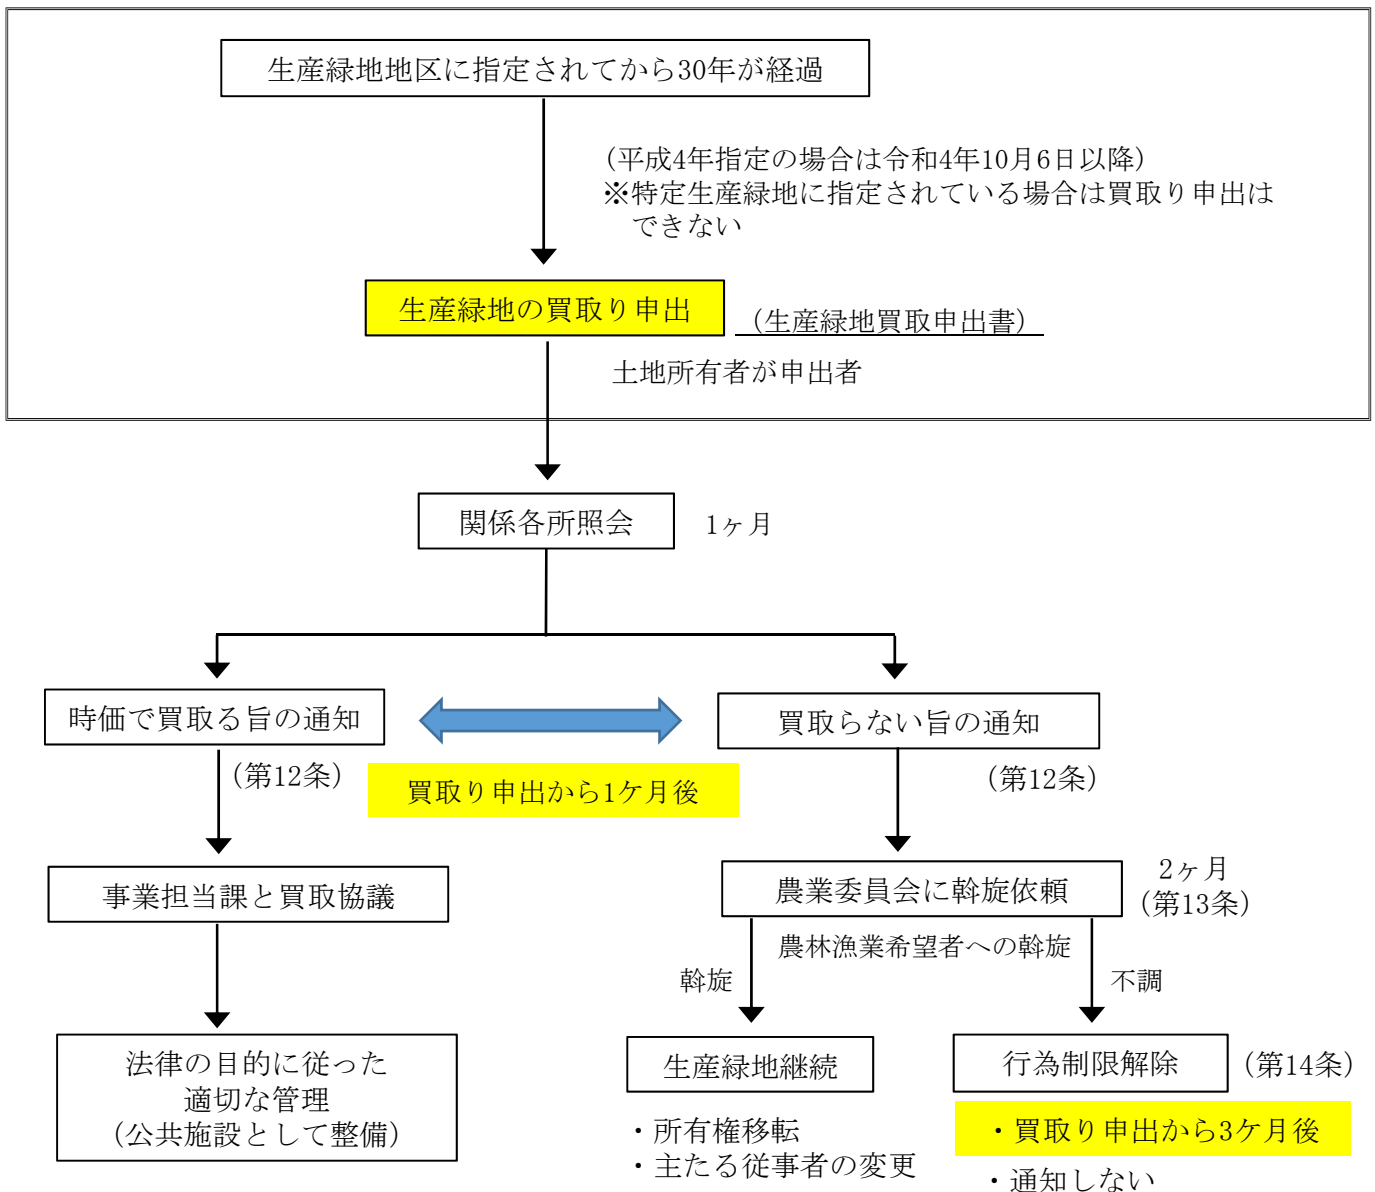 生産緑地地区に指定されてから30年が経過
（平成4年指定の場合は令和4年10月6日以降）
※特定生産緑地に指定されている場合は買取り申出は
できない
生産緑地の買取り申出
（生産緑地買取申出書）
土地所有者が申出者
関係各所照会
1ヶ月
時価で買取る旨の通知
買取らない旨の通知
（第12条）
買取り申出から1ケ月後
（第12条）
事業担当課と買取協議
農業委員会に斡旋依頼
2ヶ月
（第13条）
農林漁業希望者への斡旋
斡旋
不調
法律の目的に従った
適切な管理
（公共施設として整備）
生産緑地継続
行為制限解除
（第14条）
・所有権移転
・主たる従事者の変更
・買取り申出から3ケ月後
・通知しない